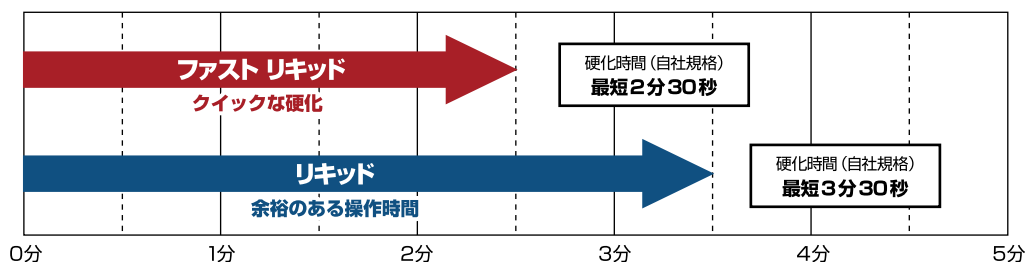 ファスト リキッド
クイックな硬化
硬化時間（自社規格）
最短2分30秒
リキッド
余裕のある操作時間
硬化時間（自社規格）
最短3分30秒
0分 1分 2分 3分 4分 5分